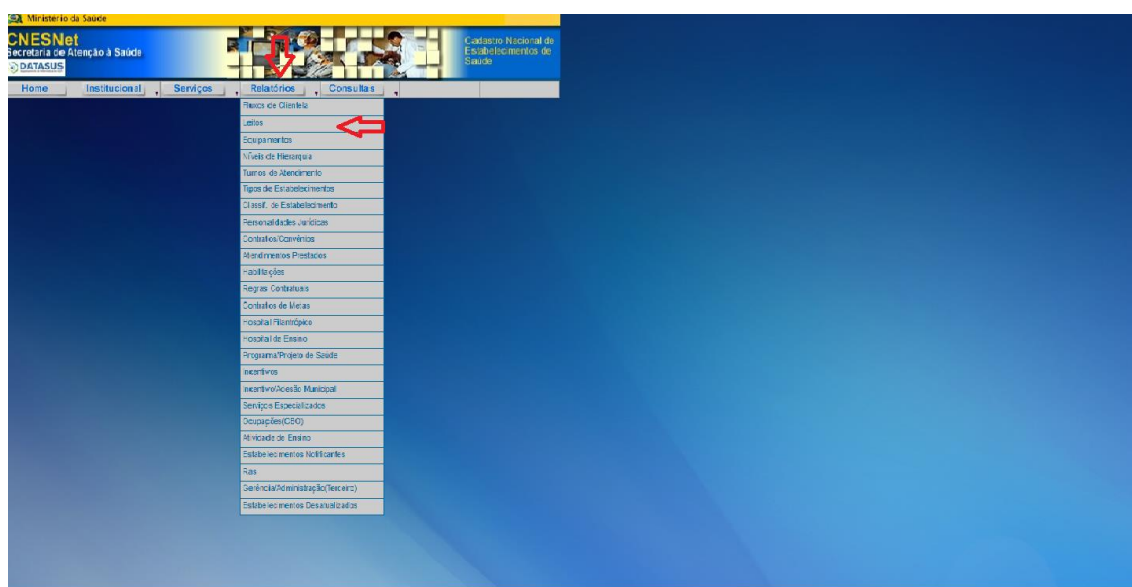 Ministerio da Saúde
CNESNet
Secretaria de Atenção à Saúde
DATASUS
Cadastro Nacional de
Estabelecimentos de
Saúde
Home Institucional Serviços Relatórios Consultas
Fluxos de Clientela
Leitos
Equipamentos
Níveis de Hierarquia
Turnos de Atendimento
Tipos de Estabelecimentos
Classif. de Estabelecimento
Personalidades Jurídicas
Contratos/Convênios
Atendimentos Prestados
Habilitações
Regras Contratuais
Contratos de Metas
Hospital Filantrópico
Hospital de Ensino
Programa/Projeto de Saúde
Incentivos
Incentivo/Adesão Municipal
Serviços Especializados
Ocupações(CBO)
Atividade de Ensino
Estabelecimentos Notificantes
Gerência/Administração(Terceiro)
Estabelecimentos Desatualizados